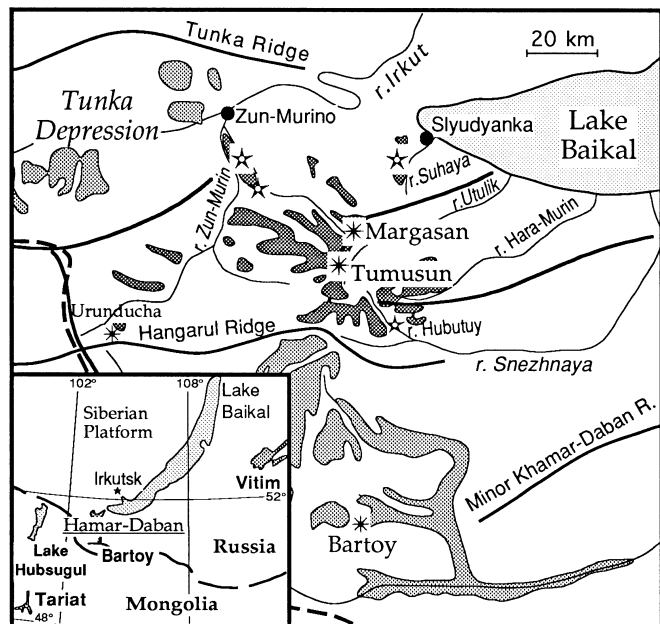 Tunka Ridge
20 km
r.Irkut
Tunka
Depression
Zun-Murino
Slyudyanka
Lake
Baikal
r.Suhaya
r.Utulik
r. Zun-Murin
Margasan
r. Hara-Murin
Tumusun
Urunducha
Hangarul Ridge
r. Hubutuy
r. Snezhnaya
102°
108°
Lake
Baikal
Siberian
Platform
Irkutsk
Vitim
52°
Hamar-Daban
Lake
Hubsugul
Bartoy
Russia
Tariat
48°
Mongolia
Minor Khamar-Daban R.
Bartoy